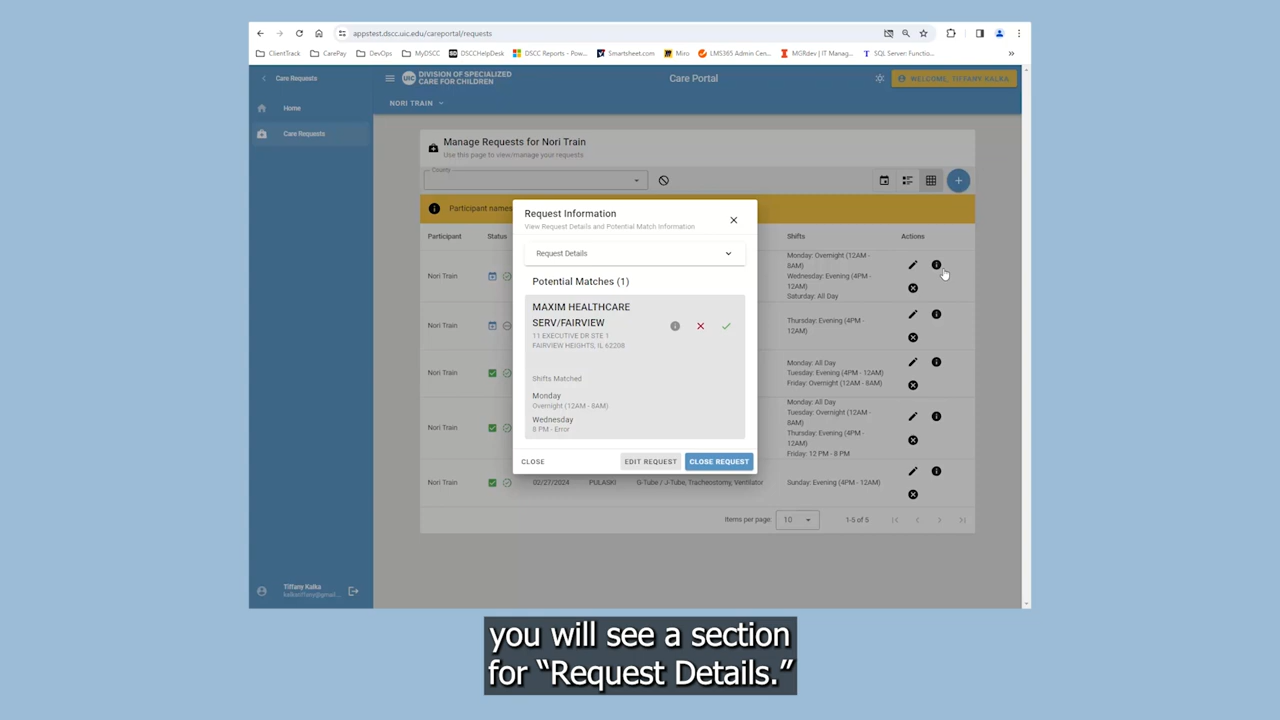 appstest.dscc.uic.edu/careportal/requests
ClientTrack
CarePay
DevOps
MyDSCC
DSCCHelpDesk
DSCC Reports - Pow...
Smartsheet.com
Miro
LMS365 Admin Cen...
MGRdev | IT Manag...
SQL Server: Functio...
»
Care Requests
UIC DIVISION OF SPECIALIZED
CARE FOR CHILDREN
Care Portal
WELCOME, TIFFANY KALKA
NORI TRAIN
Home
Care Requests
Manage Requests for Nori Train
Use this page to view/manage your requests
County
Participant names
Participant
Status
Shifts
Actions
Nori Train
Monday: Overnight (12AM -
8AM)
Wednesday: Evening (4PM -
12AM)
Saturday: All Day
Nori Train
Thursday: Evening (4PM -
12AM)
Nori Train
Monday: All Day
Tuesday: Evening (4PM - 12AM)
Friday: Overnight (12AM - 8AM)
Nori Train
Monday: All Day
Tuesday: Overnight (12AM -
8AM)
Thursday: Evening (4PM -
12AM)
Friday: 12 PM - 8 PM
Nori Train
02/27/2024
PULASKI
G-Tube / J-Tube, Tracheostomy, Ventilator
Sunday: Evening (4PM - 12AM)
Items per page:
10
1-5 of 5
Request Information
View Request Details and Potential Match Information
Request Details
Potential Matches (1)
MAXIM HEALTHCARE
SERV/FAIRVIEW
11 EXECUTIVE DR STE 1
FAIRVIEW HEIGHTS, IL 62208
Shifts Matched
Monday
Overnight (12AM - 8AM)
Wednesday
8 PM - Error
CLOSE
EDIT REQUEST
CLOSE REQUEST
Tiffany Kalka
you will see a section
for “Request Details.”